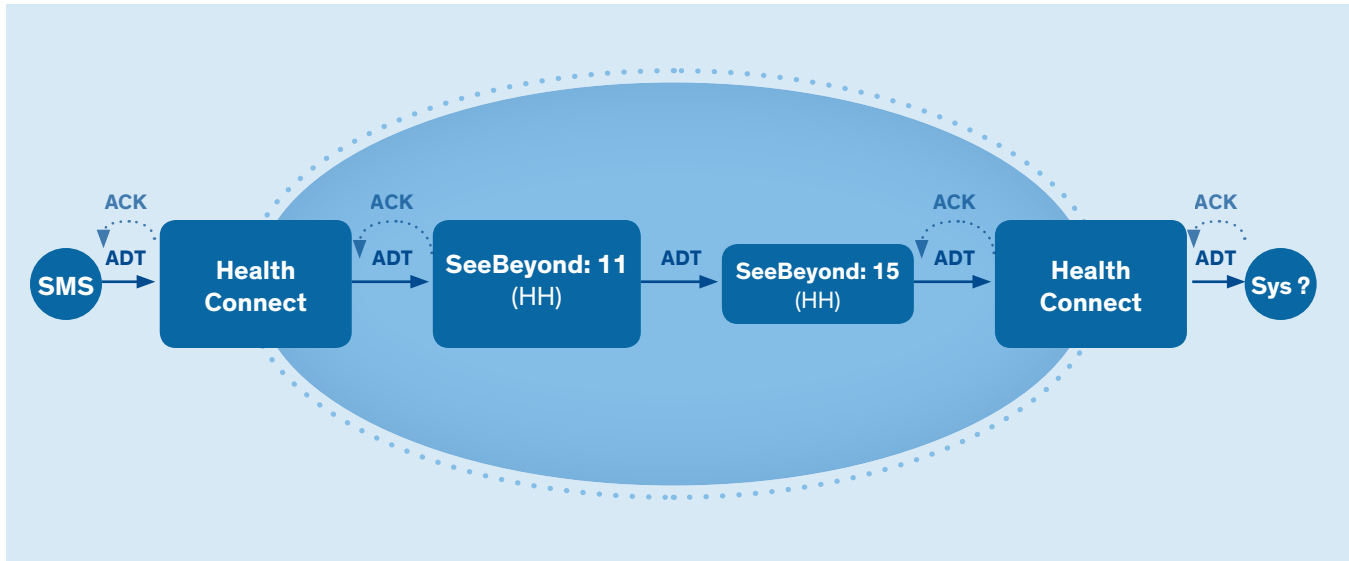 ACK
ACK
ACK
ACK
ADT
ADT
ADT
ADT
ADT
SMS
Health
Connect
SeeBeyond: 11
(HH)
SeeBeyond: 15
(HH)
Health
Connect
Sys ?